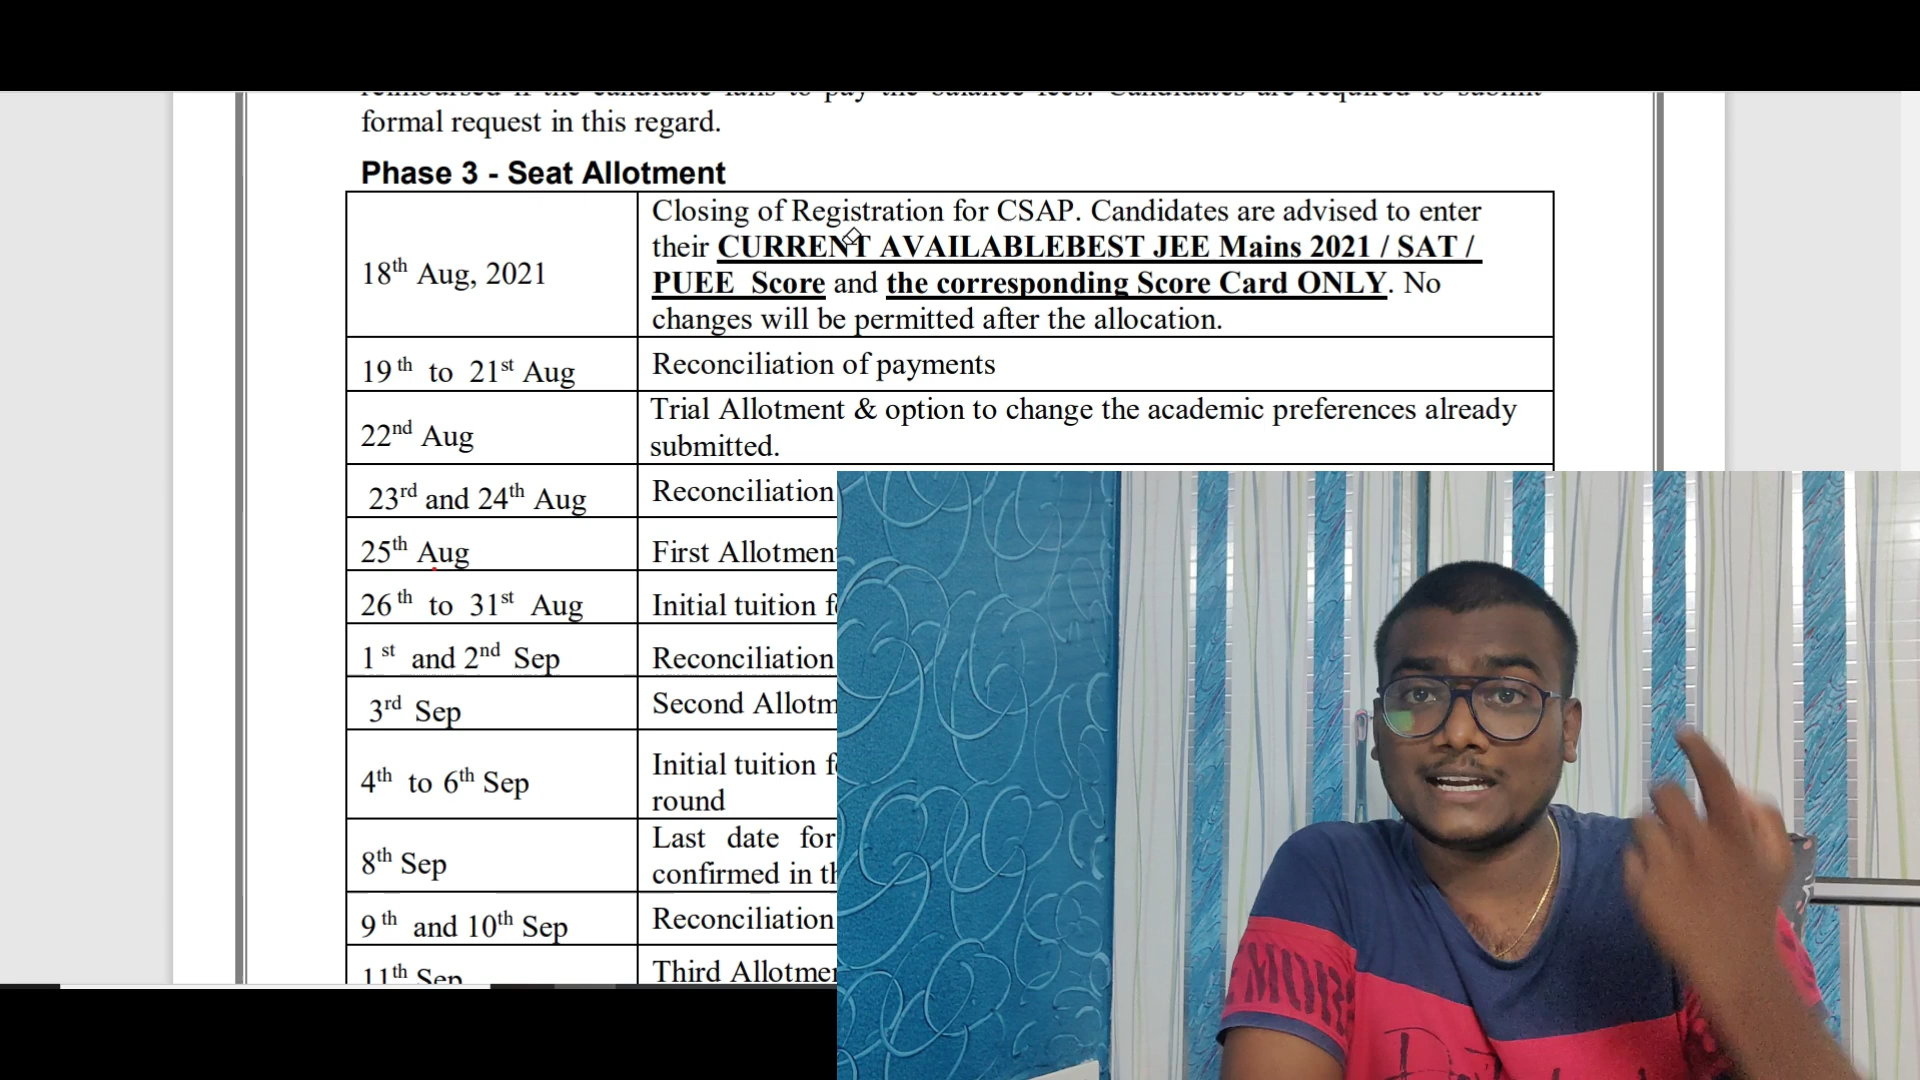 formal request in this regard.
Phase 3 - Seat Allotment
18th Aug, 2021
Closing of Registration for CSAP. Candidates are advised to enter
their CURRENT AVAILABLEBEST JEE Mains 2021 / SAT /
PUEE Score and the corresponding Score Card ONLY. No
changes will be permitted after the allocation.
19th to 21st Aug
Reconciliation of payments
22nd Aug
Trial Allotment & option to change the academic preferences already
submitted.
23rd and 24th Aug
Reconciliation
25th Aug
First
26th to 31st Aug
Initial tuition
1st and 2nd Sep
Reconciliation
3rd Sep
Second
4th to 6th Sep
Initial tuition
round
8th Sep
Last date for
confirmed in
9th and 10th Sep
Reconciliation
11th Sep
Third